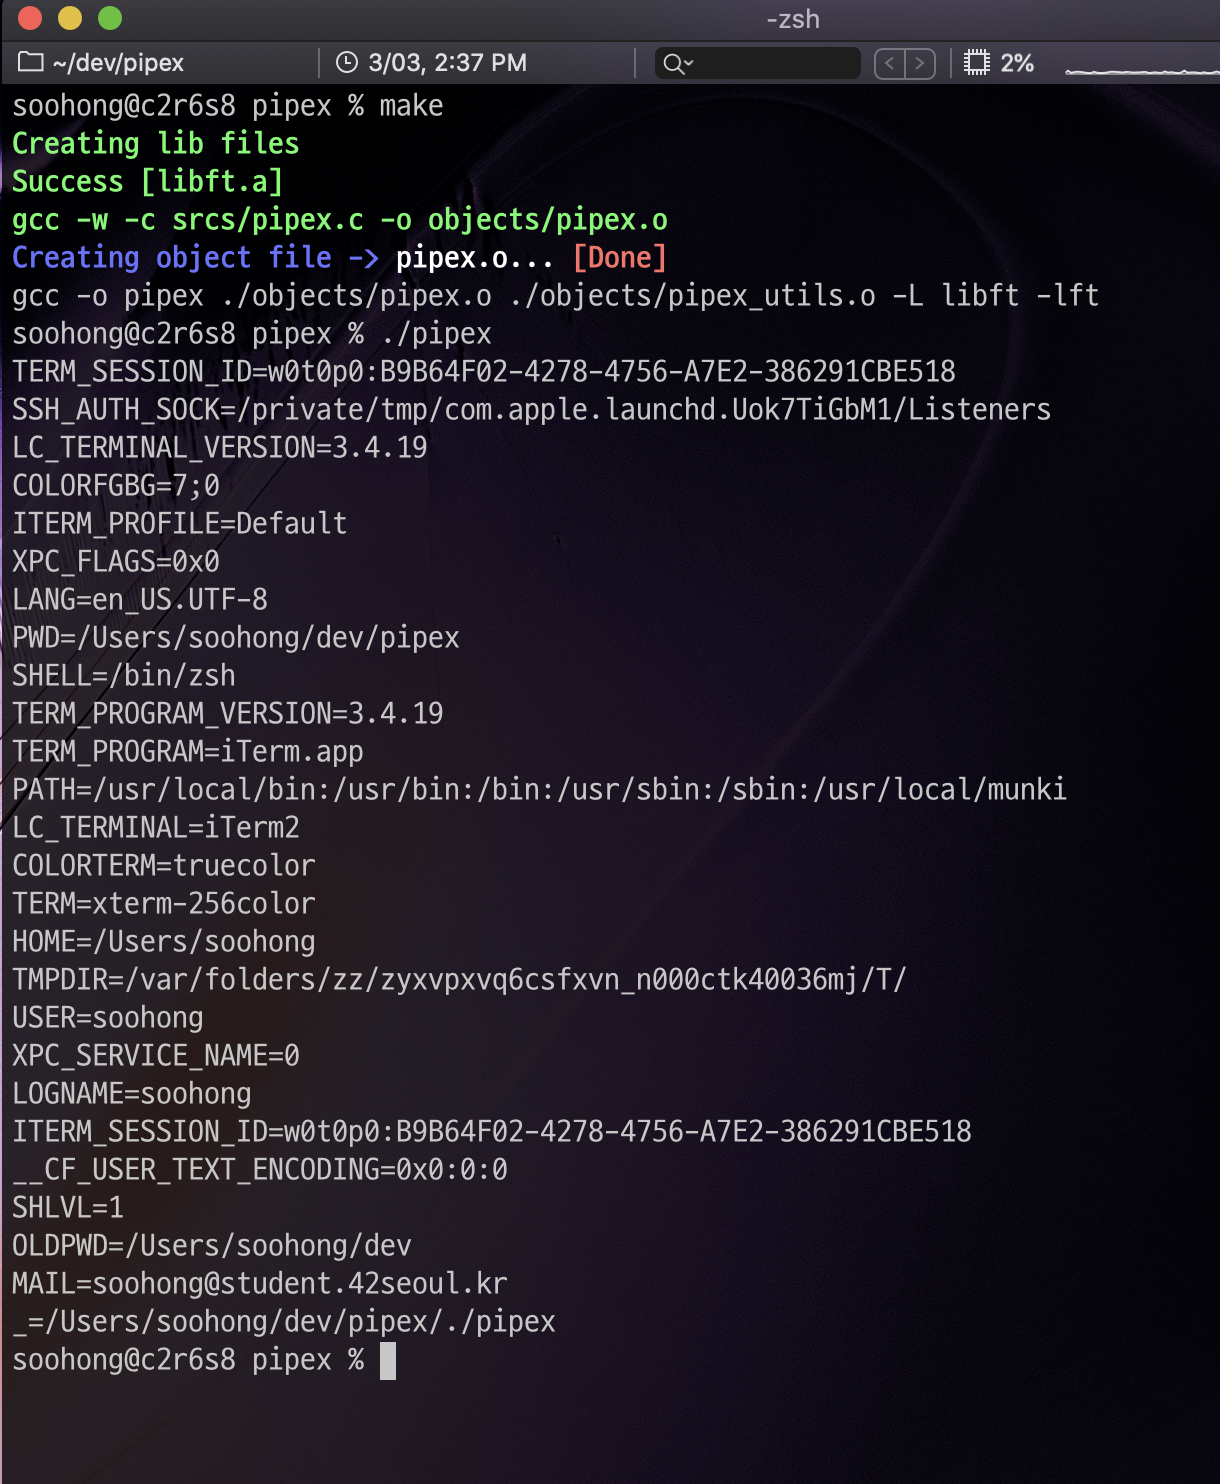 -zsh
~/dev/pipex 3/03, 2:37 PM 2%
soohong@c2r6s8 pipex % make
Creating lib files
Success [libft.a]
gcc -w -c srcs/pipex.c -o objects/pipex.o
Creating object file -> pipex.o... [Done]
gcc -o pipex ./objects/pipex.o ./objects/pipex_utils.o -L libft -lft
soohong@c2r6s8 pipex % ./pipex
TERM_SESSION_ID=w0t0p0:B9B64F02-4278-4756-A7E2-386291CBE518
SSH_AUTH_SOCK=/private/tmp/com.apple.launchd.Uok7TiGbM1/Listeners
LC_TERMINAL_VERSION=3.4.19
COLORFGBG=7;0
ITERM_PROFILE=Default
XPC_FLAGS=0x0
LANG=en_US.UTF-8
PWD=/Users/soohong/dev/pipex
SHELL=/bin/zsh
TERM_PROGRAM_VERSION=3.4.19
TERM_PROGRAM=iTerm.app
PATH=/usr/local/bin:/usr/bin:/bin:/usr/sbin:/sbin:/usr/local/munki
LC_TERMINAL=iTerm2
COLORTERM=truecolor
TERM=xterm-256color
HOME=/Users/soohong
TMPDIR=/var/folders/zz/zyxvpxvq6csfxvn_n000ctk40036mj/T/
USER=soohong
XPC_SERVICE_NAME=0
LOGNAME=soohong
ITERM_SESSION_ID=w0t0p0:B9B64F02-4278-4756-A7E2-386291CBE518
__CF_USER_TEXT_ENCODING=0x0:0:0
SHLVL=1
OLDPWD=/Users/soohong/dev
MAIL=soohong@student.42seoul.kr
_=/Users/soohong/dev/pipex/./pipex
soohong@c2r6s8 pipex %